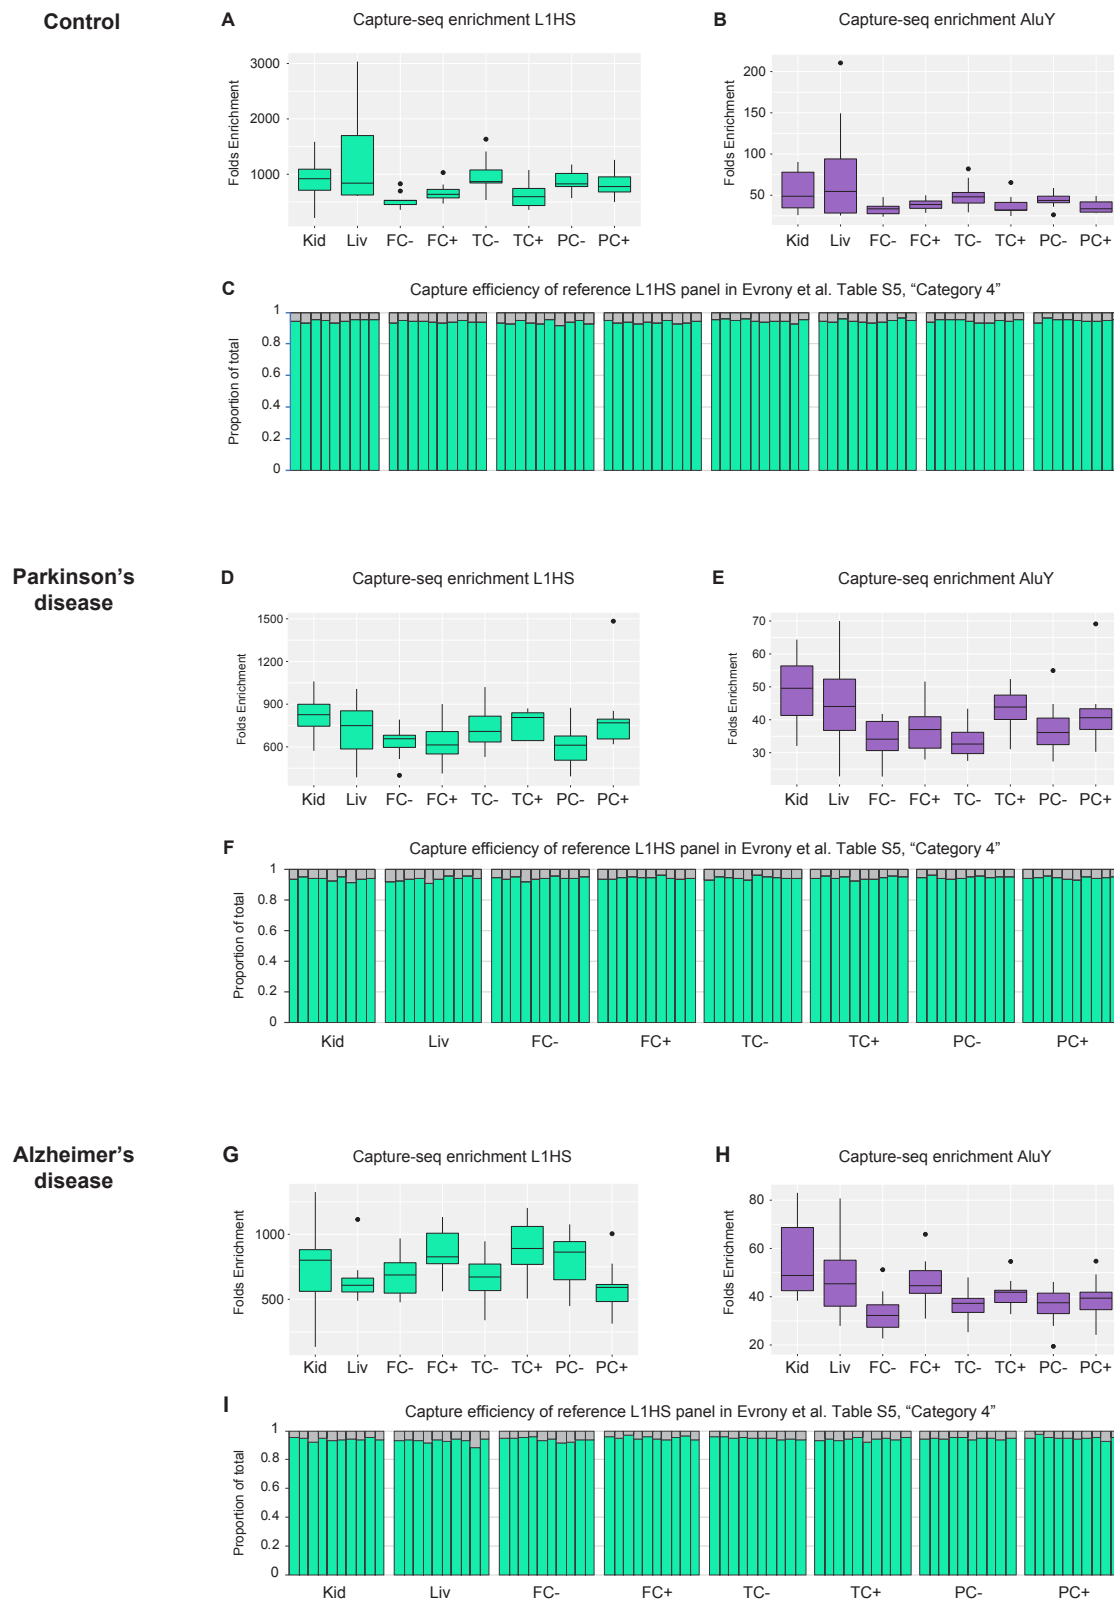 Control
A Capture-seq enrichment L1HS
Folds Enrichment
3000
2000
1000
Kid Liv FC- FC+ TC- TC+ PC- PC+
B Capture-seq enrichment AluY
Folds Enrichment
200
150
100
50
Kid Liv FC- FC+ TC- TC+ PC- PC+
C Capture efficiency of reference L1HS panel in Evrony et al. Table S5, “Category 4”
Proportion of total
1
0.8
0.6
0.4
0.2
0
Parkinson’s
disease
D Capture-seq enrichment L1HS
Folds Enrichment
1500
1200
900
600
Kid Liv FC- FC+ TC- TC+ PC- PC+
E Capture-seq enrichment AluY
Folds Enrichment
70
60
50
40
30
Kid Liv FC- FC+ TC- TC+ PC- PC+
F Capture efficiency of reference L1HS panel in Evrony et al. Table S5, “Category 4”
Proportion of total
1
0.8
0.6
0.4
0.2
0
Kid Liv FC- FC+ TC- TC+ PC- PC+
Alzheimer’s
disease
G Capture-seq enrichment L1HS
Folds Enrichment
1000
500
Kid Liv FC- FC+ TC- TC+ PC- PC+
H Capture-seq enrichment AluY
Folds Enrichment
80
60
40
20
Kid Liv FC- FC+ TC- TC+ PC- PC+
I Capture efficiency of reference L1HS panel in Evrony et al. Table S5, “Category 4”
Proportion of total
1
0.8
0.6
0.4
0.2
0
Kid Liv FC- FC+ TC- TC+ PC- PC+